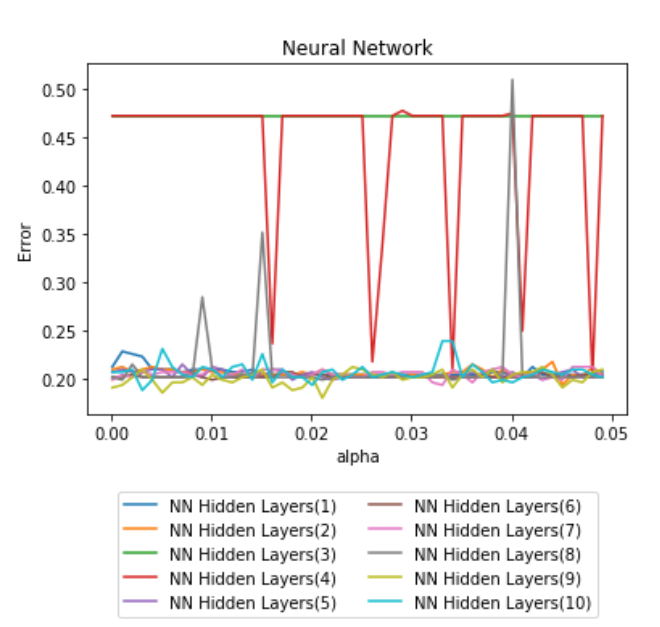 Neural Network
0.50
0.45
0.40
0.35
0.30
0.25
0.20
Error
0.00 0.01 0.02 0.03 0.04 0.05
alpha
NN Hidden Layers(1) NN Hidden Layers(6)
NN Hidden Layers(2) NN Hidden Layers(7)
NN Hidden Layers(3) NN Hidden Layers(8)
NN Hidden Layers(4) NN Hidden Layers(9)
NN Hidden Layers(5) NN Hidden Layers(10)